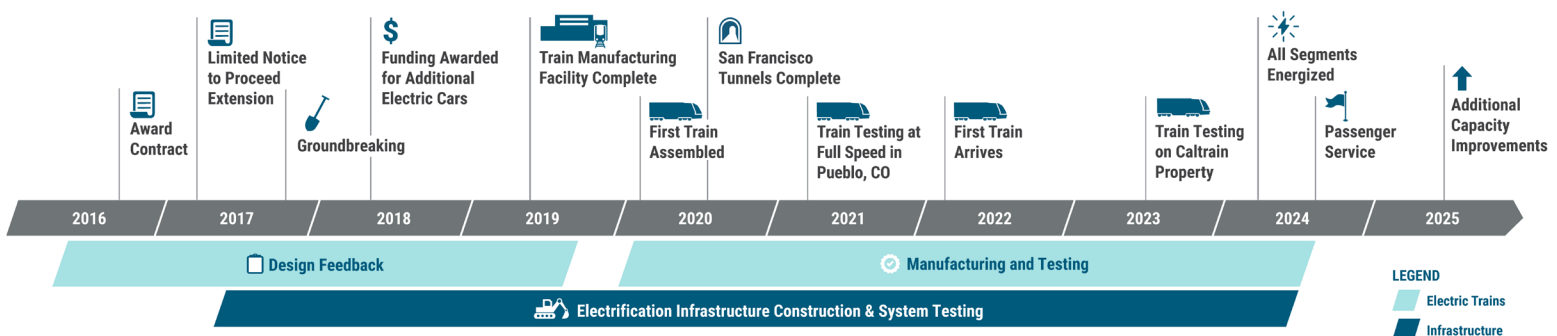 Award
Contract
Limited Notice
to Proceed
Extension
Groundbreaking
$
Funding Awarded
for Additional
Electric Cars
Train Manufacturing
Facility Complete
First Train
Assembled
San Francisco
Tunnels Complete
Train Testing at
Full Speed in
Pueblo, CO
First Train
Arrives
Train Testing
on Caltrain
Property
All Segments
Energized
Passenger
Service
Additional
Capacity
Improvements
2016
2017
2018
2019
2020
2021
2022
2023
2024
2025
Design Feedback
Manufacturing and Testing
Electrification Infrastructure Construction & System Testing
LEGEND
Electric Trains
Infrastructure